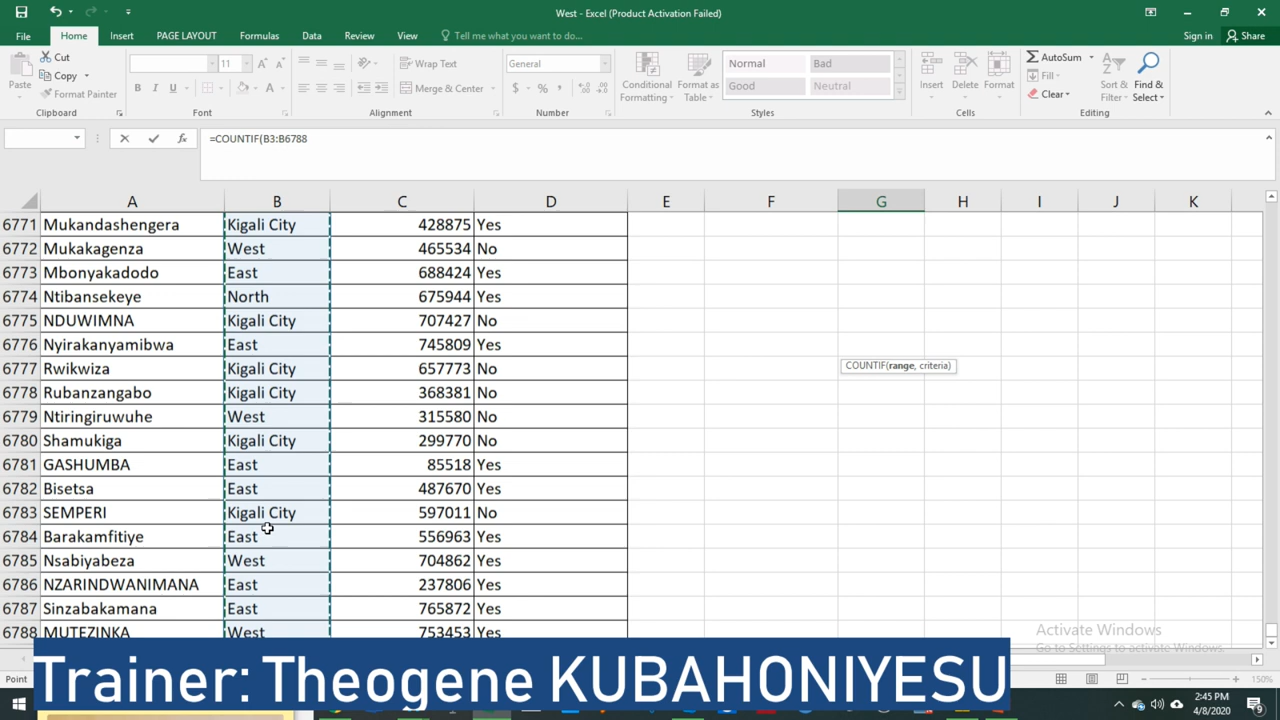 West - Excel (Product Activation Failed)
File Home Insert PAGE LAYOUT Formulas Data Review View Tell me what you want to do... Sign in Share
Paste
Cut
Copy
Format Painter
11 A A
B I U A
Wrap Text
Merge & Center
General
$ % ,
Conditional Formatting
Format as Table
Normal Bad
Good Neutral
Insert Delete Format
AutoSum
Fill
Clear
Sort & Filter
Find & Select
Clipboard Font Alignment Number Styles Cells Editing
fx =COUNTIF(B3:B6788
A B C D E F G H I J K
6771 Mukandashengera Kigali City 428875 Yes
6772 Mukakagenza West 465534 No
6773 Mbonyakadodo East 688424 Yes
6774 Ntibansekeye North 675944 Yes
6775 NDUWIMNA Kigali City 707427 No
6776 Nyirakanyamibwa East 745809 Yes
6777 Rwikwiza Kigali City 657773 No
COUNTIF(range, criteria)
6778 Rubanzangabo Kigali City 368381 No
6779 Ntiringiruwuhe West 315580 No
6780 Shamukiga Kigali City 299770 No
6781 GASHUMBA East 85518 Yes
6782 Bisetsa East 487670 Yes
6783 SEMPERI Kigali City 597011 No
6784 Barakamfitiye East 556963 Yes
6785 Nsabiyabeza West 704862 Yes
6786 NZARINDWANIMANA East 237806 Yes
6787 Sinzabakamana East 765872 Yes
6788 MUTEZINKA West 753453 Yes
Activate Windows
Go to Settings to activate Windows.
Trainer: Theogene KUBAHONIYESU
Point
150%
2:45 PM
4/8/2020